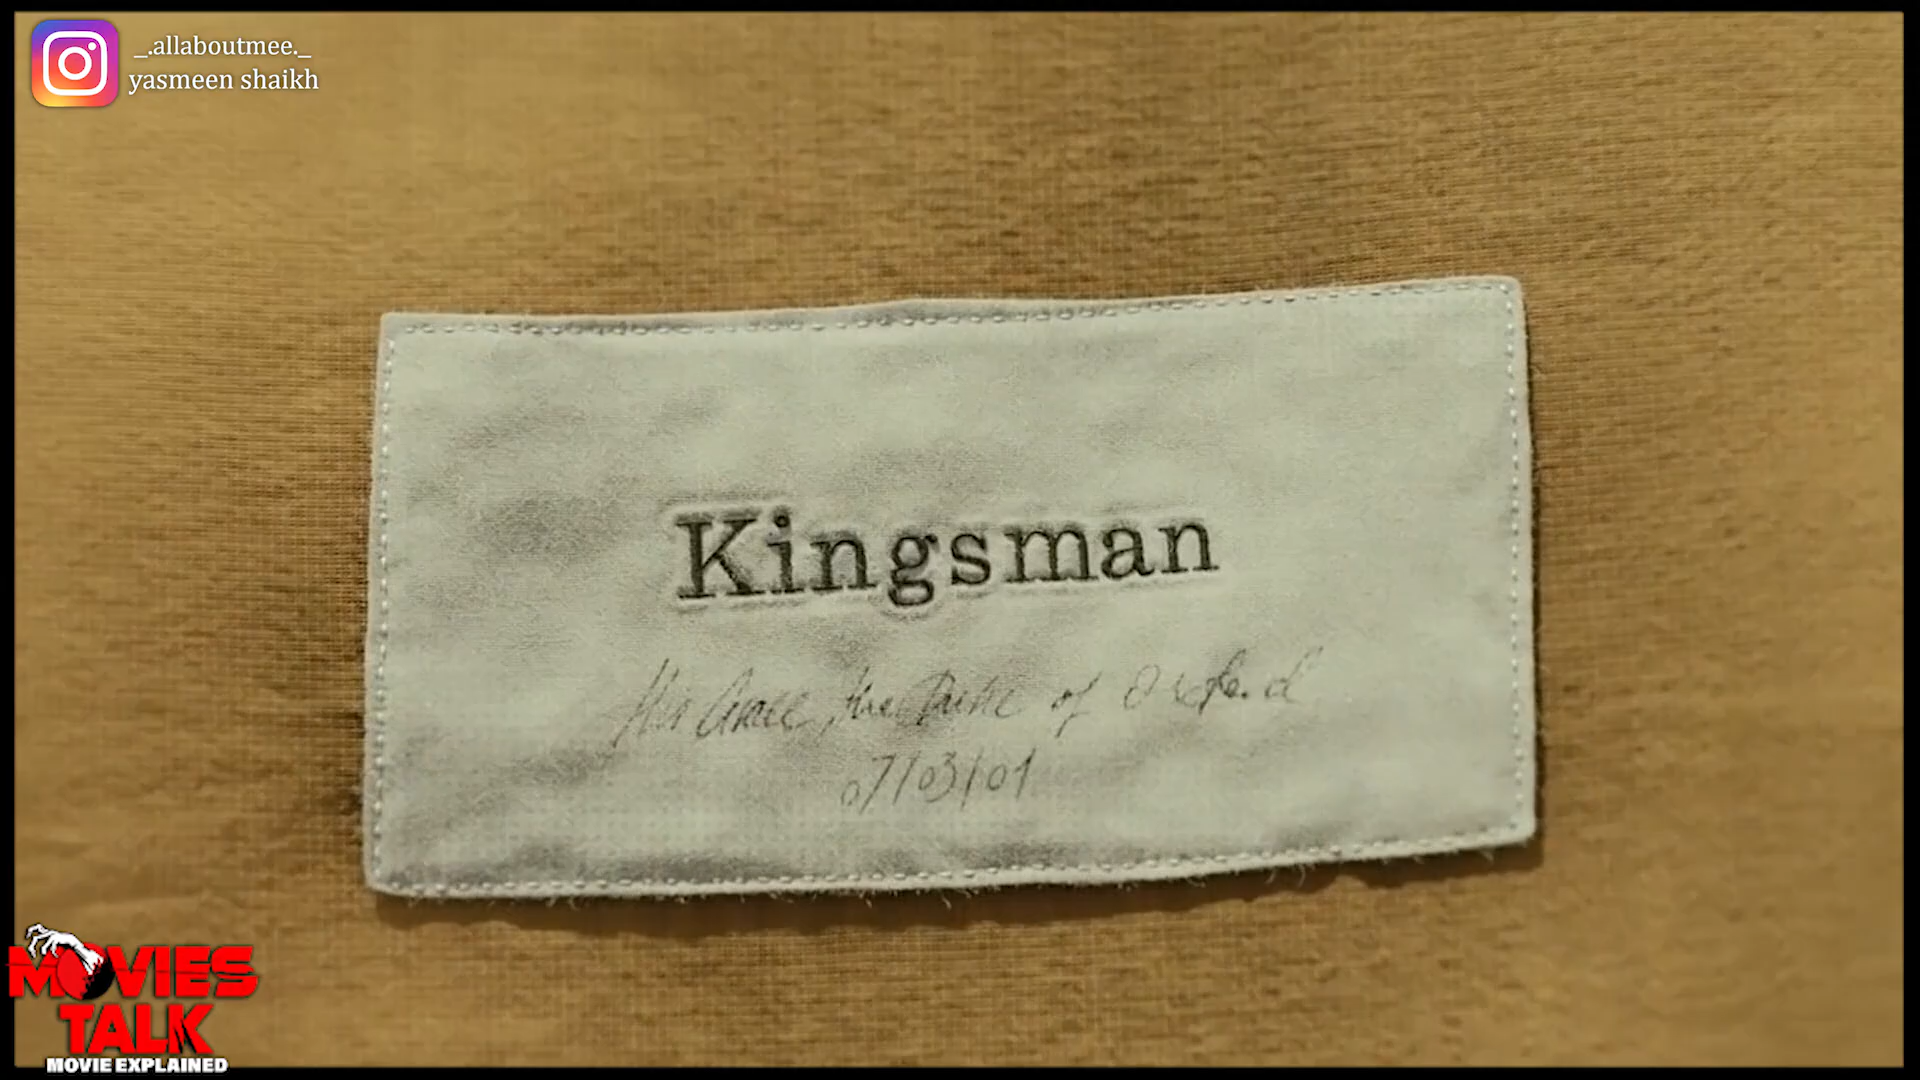 _.allaboutmee._
yasmeen shaikh
Kingsman
His Grace, the Duke of Oxford
07/03/01
MOVIES
TALK
MOVIE EXPLAINED